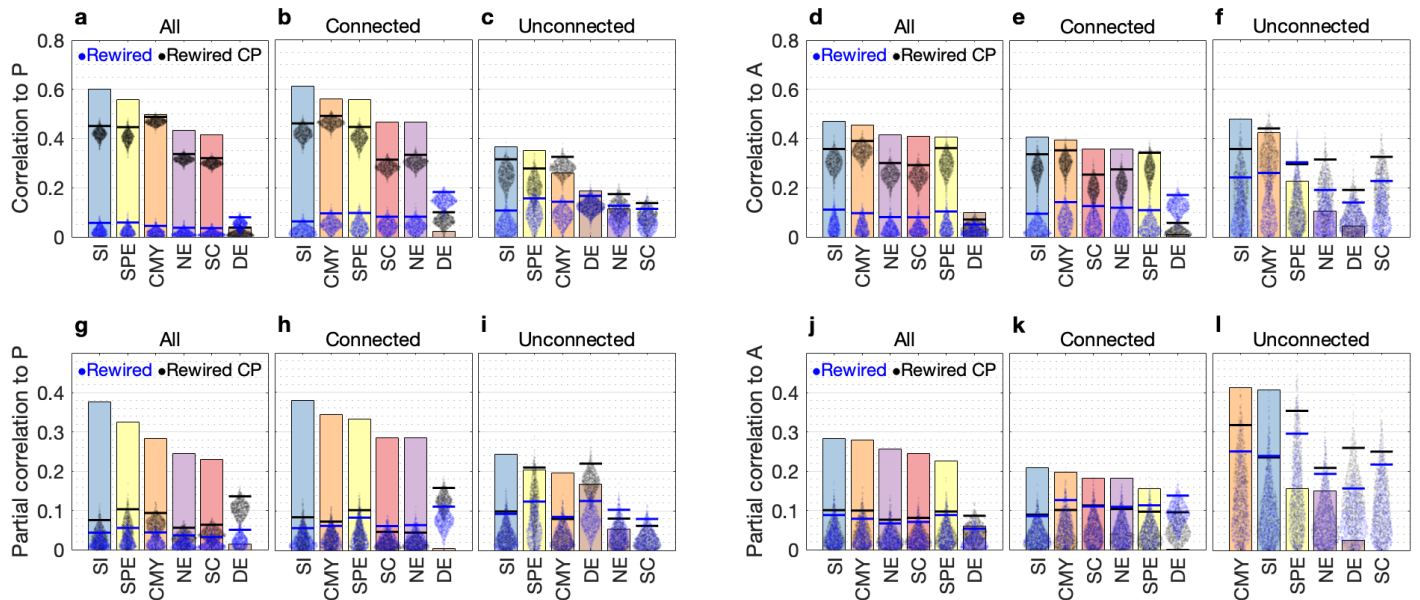 a
All
b
Connected
c
Unconnected
Correlation to P
0.8
0.6
0.4
0.2
0
Rewired
Rewired CP
SI
SPE
CMY
NE
SC
DE
SI
CMY
SPE
SC
NE
DE
SI
SPE
CMY
DE
NE
SC
d
All
e
Connected
f
Unconnected
Correlation to A
0.8
0.6
0.4
0.2
0
Rewired
Rewired CP
SI
CMY
NE
SC
SPE
DE
SI
CMY
SC
NE
SPE
DE
SI
CMY
SPE
NE
DE
SC
g
All
h
Connected
i
Unconnected
Partial correlation to P
0.4
0.3
0.2
0.1
0
Rewired
Rewired CP
SI
SPE
CMY
NE
SC
DE
SI
CMY
SPE
SC
NE
DE
SI
SPE
CMY
DE
NE
SC
j
All
k
Connected
l
Unconnected
Partial correlation to A
0.4
0.3
0.2
0.1
0
Rewired
Rewired CP
SI
CMY
NE
SC
SPE
DE
SI
CMY
SC
NE
SPE
DE
CMY
SI
SPE
NE
DE
SC